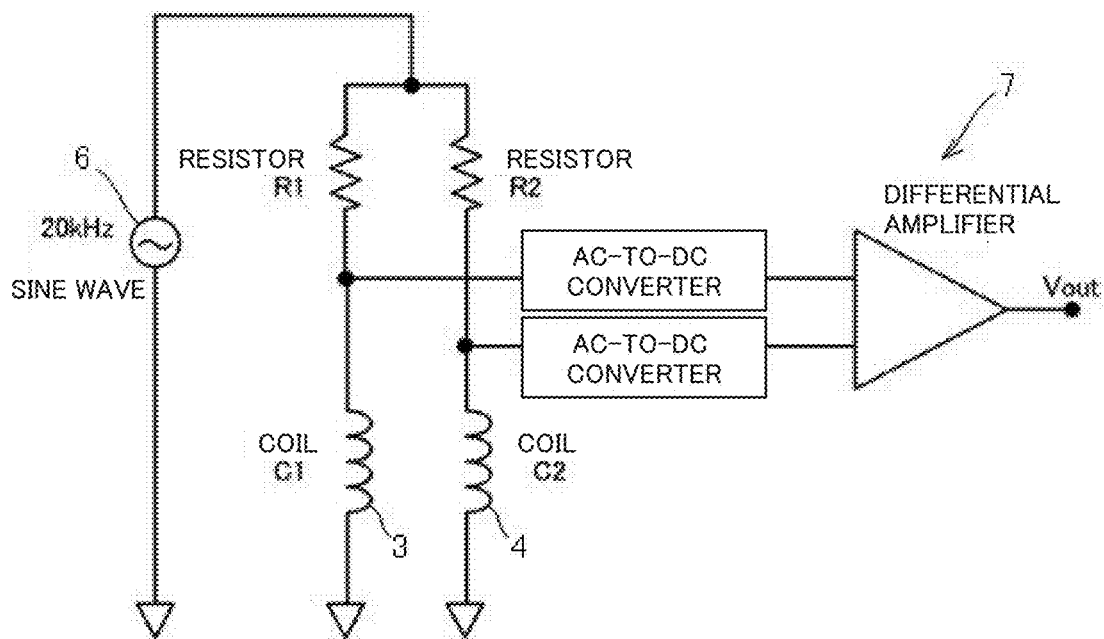 7
6
RESISTOR
R1
RESISTOR
R2
DIFFERENTIAL
AMPLIFIER
20kHz
SINE WAVE
AC-TO-DC
CONVERTER
Vout
AC-TO-DC
CONVERTER
COIL
C1
COIL
C2
3
4